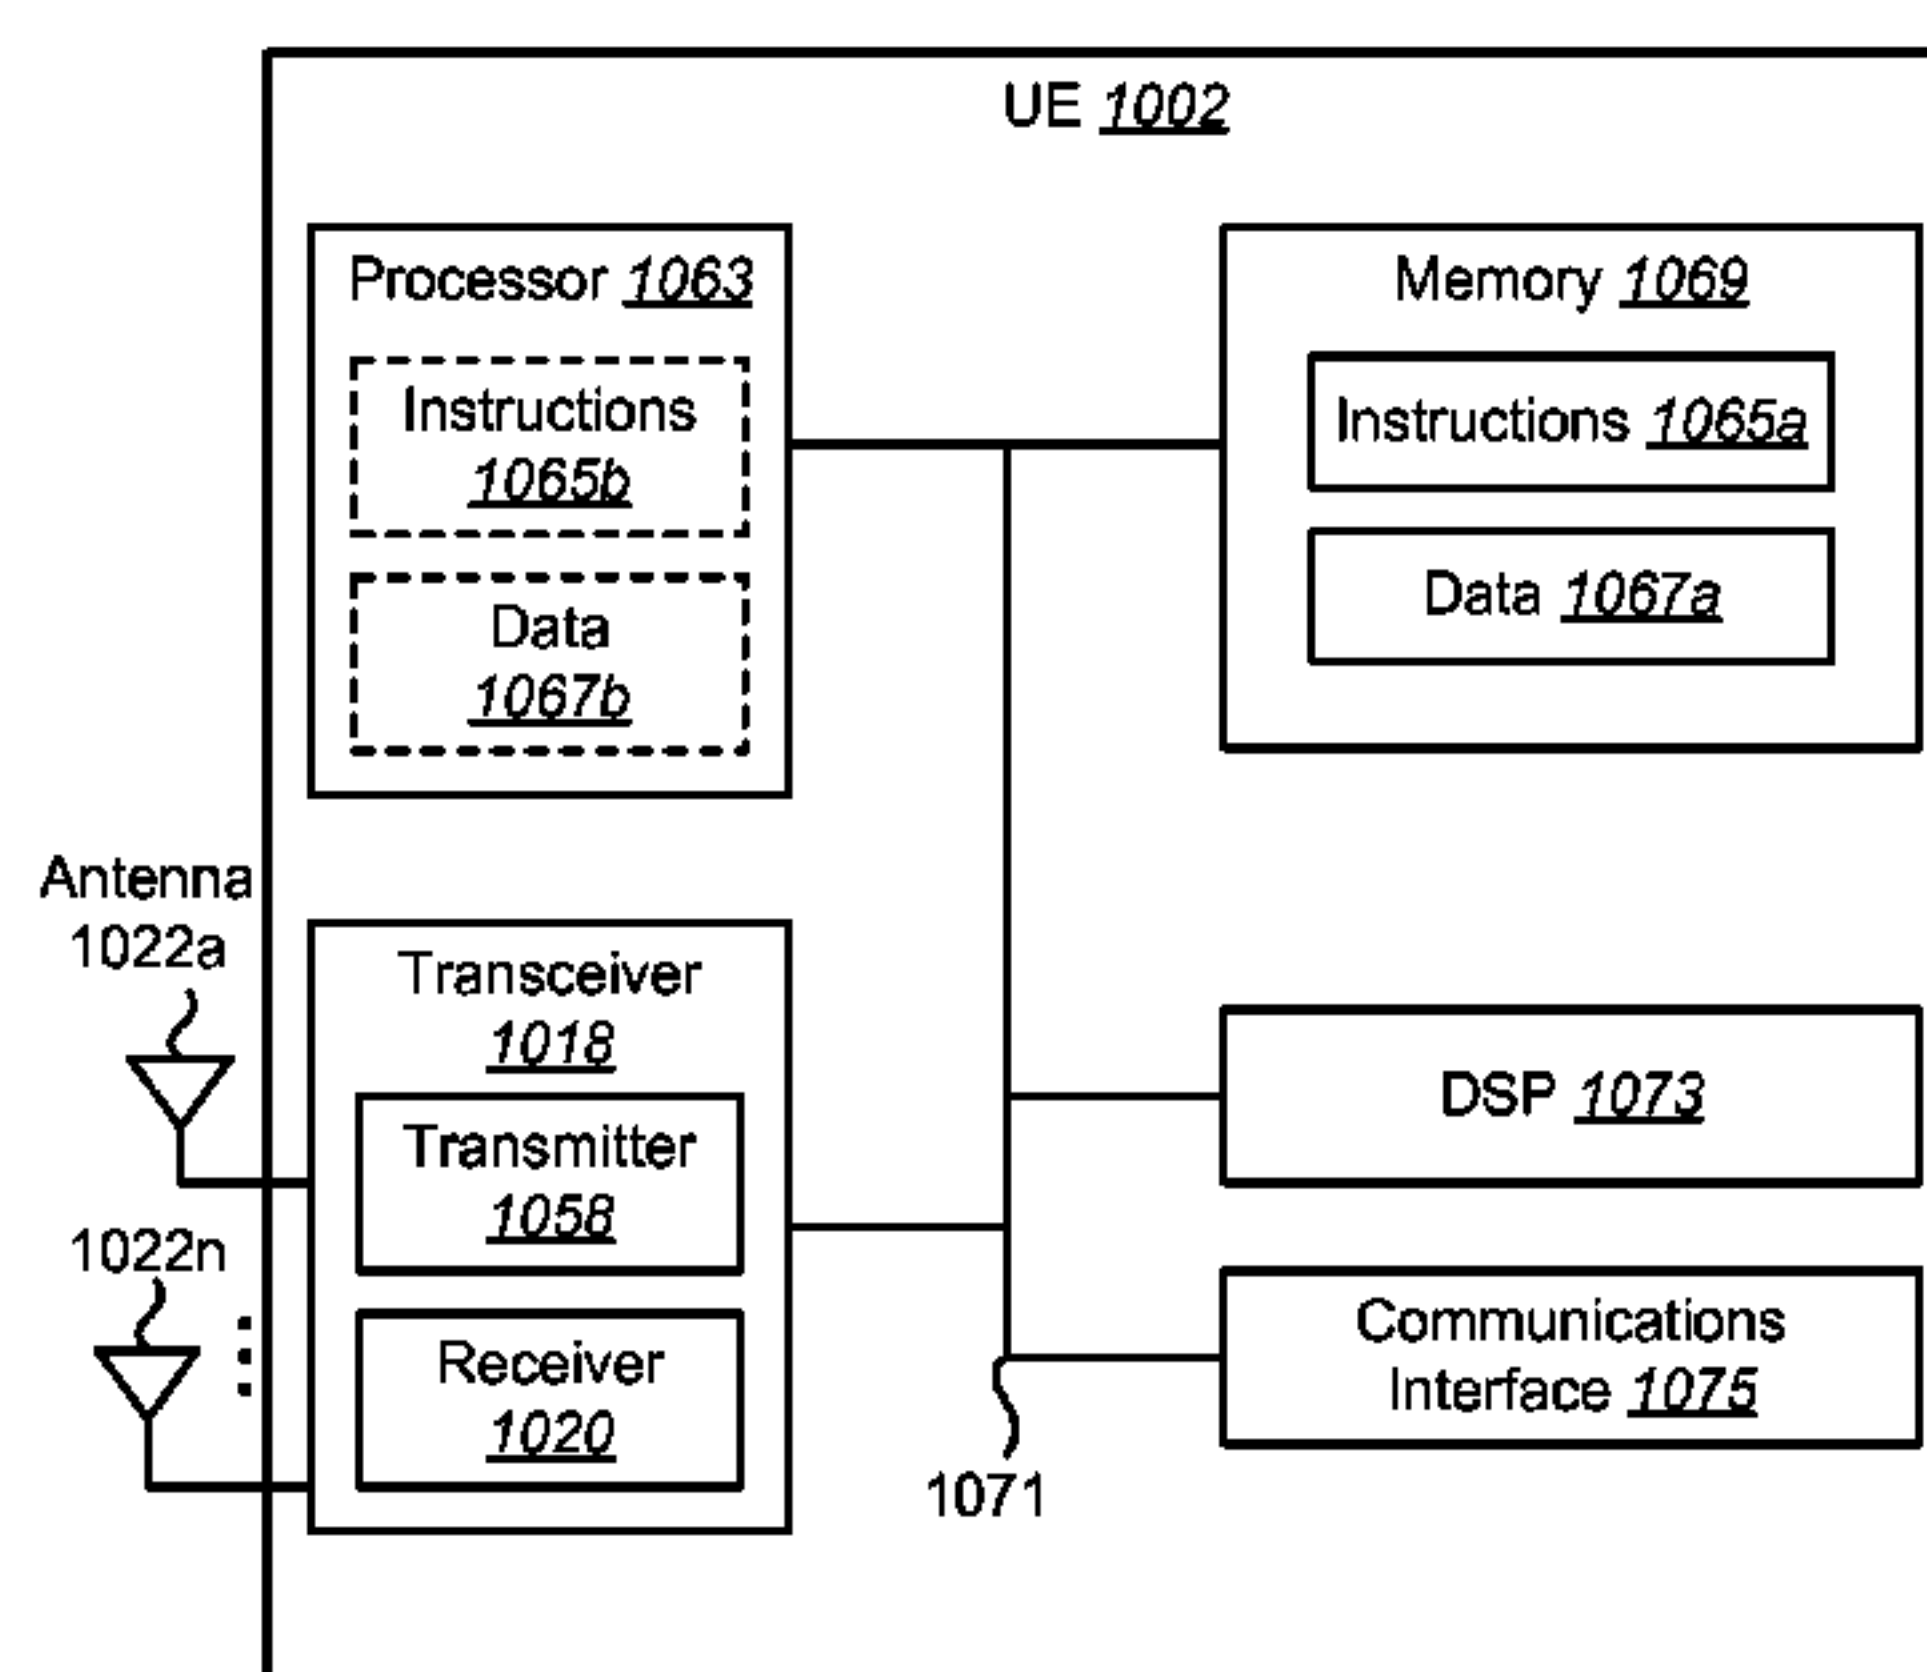 UE 1002
Processor 1063
Instructions
1065b
Data
1067b
Memory 1069
Instructions 1065a
Data 1067a
Antenna
1022a
1022n
Transceiver
1018
Transmitter
1058
Receiver
1020
DSP 1073
Communications
Interface 1075
1071